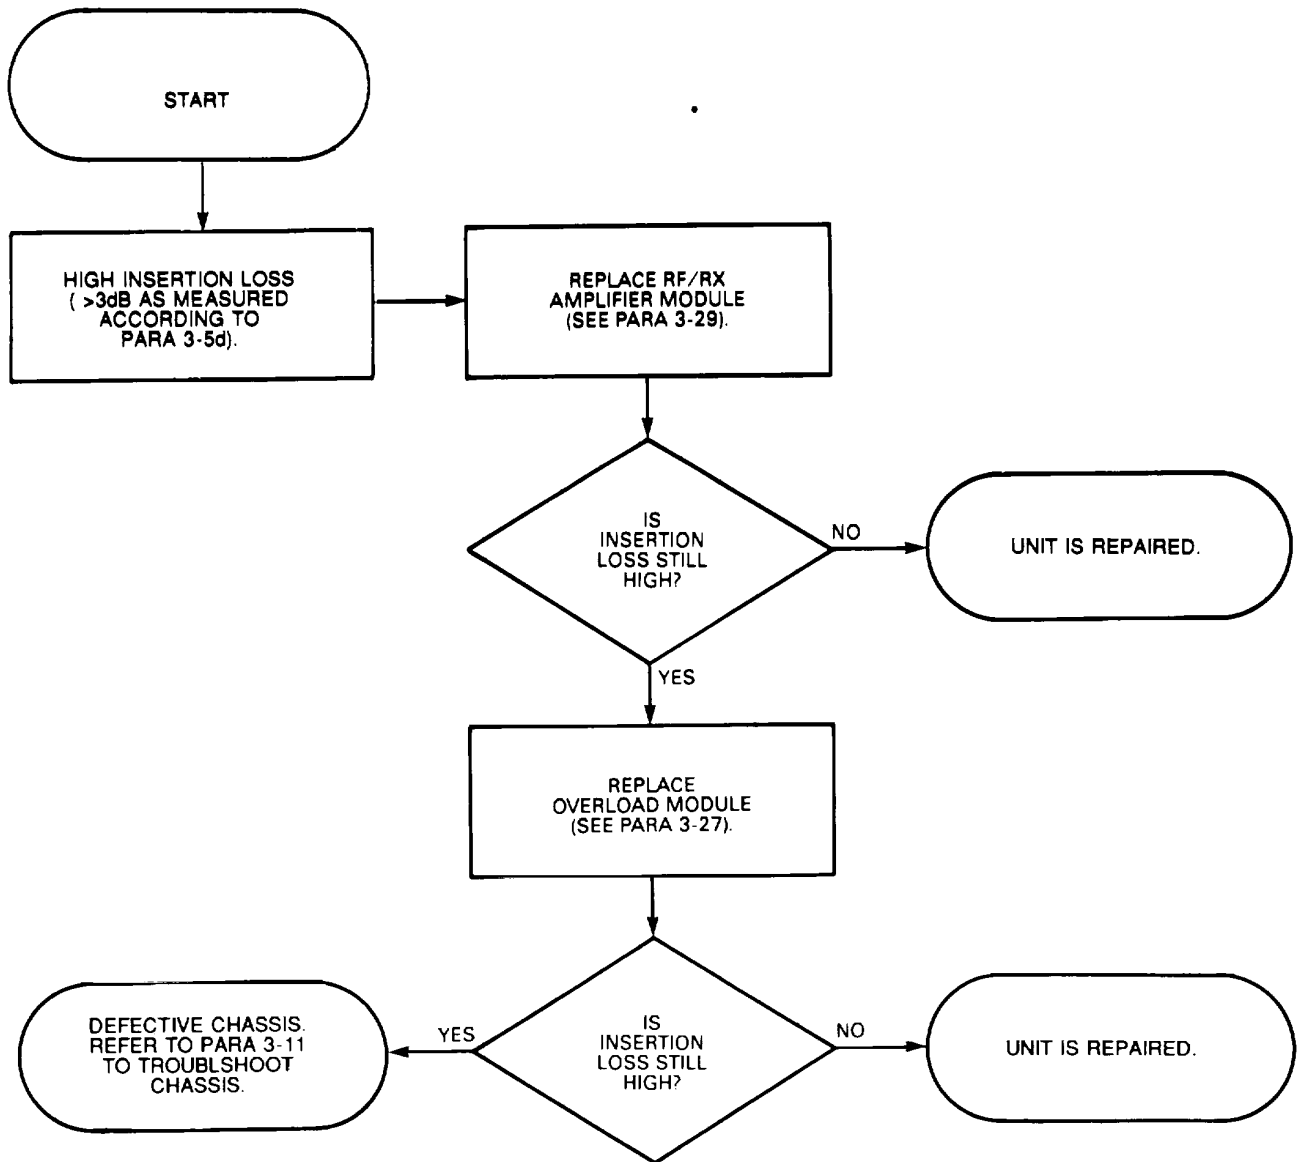 START
HIGH INSERTION LOSS
( >3dB AS MEASURED
ACCORDING TO
PARA 3-5d).
REPLACE RF/RX
AMPLIFIER MODULE
(SEE PARA 3-29).
IS
INSERTION
LOSS STILL
HIGH?
NO
UNIT IS REPAIRED.
YES
REPLACE
OVERLOAD MODULE
(SEE PARA 3-27).
DEFECTIVE CHASSIS.
REFER TO PARA 3-11
TO TROUBLSHOOT
CHASSIS.
YES
IS
INSERTION
LOSS STILL
HIGH?
NO
UNIT IS REPAIRED.